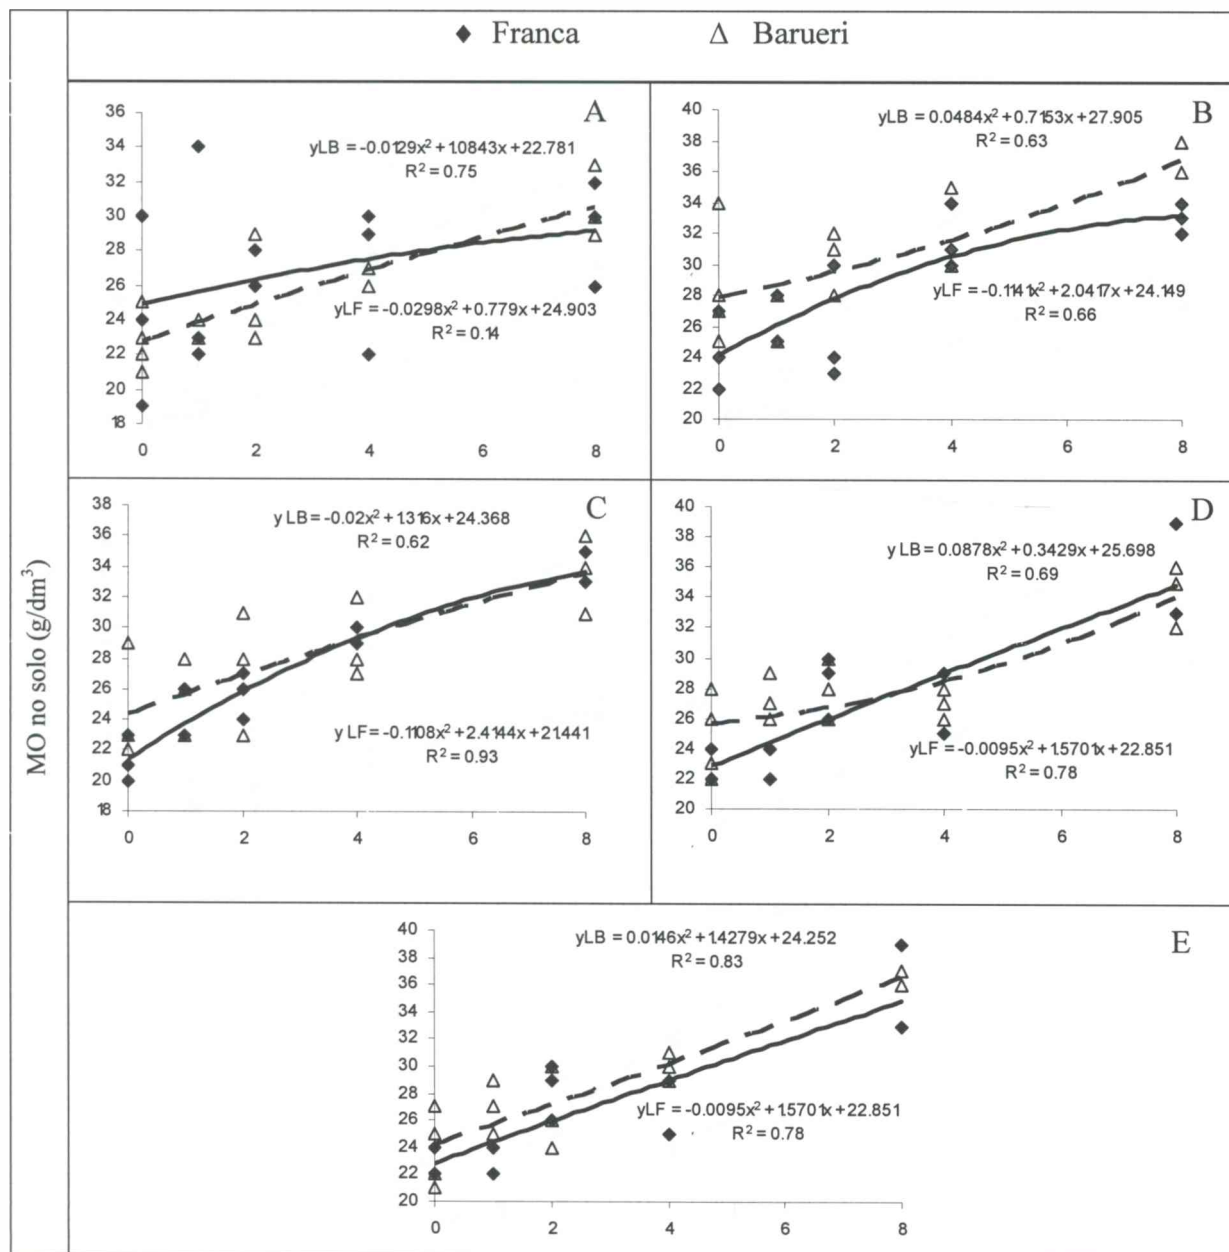 ◆ Franca △ Barueri
MO no solo (g/dm³)
A
36
34
32
30
28
26
24
22
20
18
0 2 4 6 8
yLB = -0.0129x² + 1.0843x + 22.781
R² = 0.75
yLF = -0.0298x² + 0.779x + 24.903
R² = 0.14
B
40
38
36
34
32
30
28
26
24
22
20
0 2 4 6 8
yLB = 0.0484x² + 0.7153x + 27.905
R² = 0.63
yLF = -0.1141x² + 2.0417x + 24.149
R² = 0.66
C
38
36
34
32
30
28
26
24
22
20
18
0 2 4 6 8
y LB = -0.02x² + 1.316x + 24.368
R² = 0.62
y LF = -0.1108x² + 2.4144x + 21.441
R² = 0.93
D
40
38
36
34
32
30
28
26
24
22
20
0 2 4 6 8
y LB = 0.0878x² + 0.3429x + 25.698
R² = 0.69
yLF = -0.0095x² + 1.5701x + 22.851
R² = 0.78
E
40
38
36
34
32
30
28
26
24
22
20
0 2 4 6 8
yLB = 0.0146x² + 1.4279x + 24.252
R² = 0.83
yLF = -0.0095x² + 1.5701x + 22.851
R² = 0.78